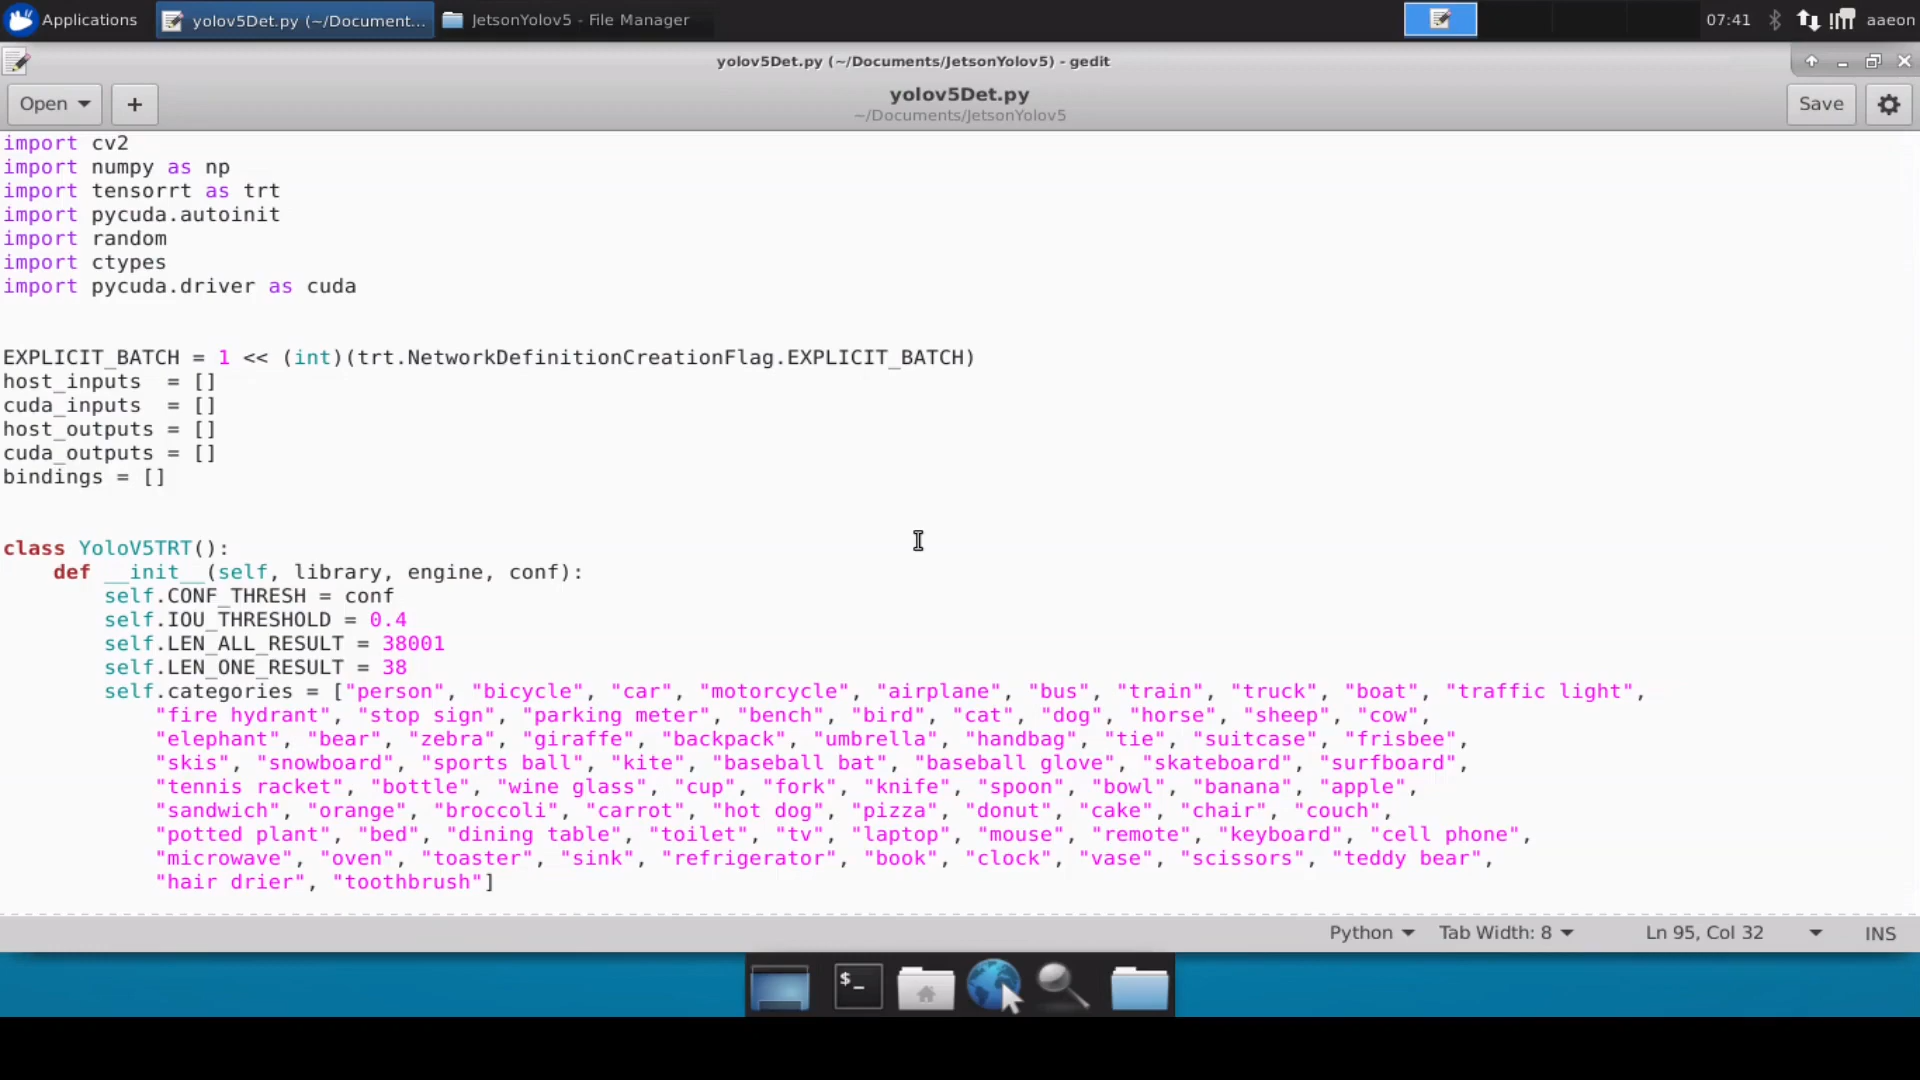 Applications yolov5Det.py (~/Document... JetsonYolov5 - File Manager 07:41 aaeon
yolov5Det.py (~/Documents/JetsonYolov5) - gedit
Open + yolov5Det.py Save
~/Documents/JetsonYolov5
import cv2
import numpy as np
import tensorrt as trt
import pycuda.autoinit
import random
import ctypes
import pycuda.driver as cuda
EXPLICIT_BATCH = 1 << (int)(trt.NetworkDefinitionCreationFlag.EXPLICIT_BATCH)
host_inputs  = []
cuda_inputs  = []
host_outputs = []
cuda_outputs = []
bindings = []
class YoloV5TRT():
    def __init__(self, library, engine, conf):
        self.CONF_THRESH = conf
        self.IOU_THRESHOLD = 0.4
        self.LEN_ALL_RESULT = 38001
        self.LEN_ONE_RESULT = 38
        self.categories = ["person", "bicycle", "car", "motorcycle", "airplane", "bus", "train", "truck", "boat", "traffic light",
            "fire hydrant", "stop sign", "parking meter", "bench", "bird", "cat", "dog", "horse", "sheep", "cow",
            "elephant", "bear", "zebra", "giraffe", "backpack", "umbrella", "handbag", "tie", "suitcase", "frisbee",
            "skis", "snowboard", "sports ball", "kite", "baseball bat", "baseball glove", "skateboard", "surfboard",
            "tennis racket", "bottle", "wine glass", "cup", "fork", "knife", "spoon", "bowl", "banana", "apple",
            "sandwich", "orange", "broccoli", "carrot", "hot dog", "pizza", "donut", "cake", "chair", "couch",
            "potted plant", "bed", "dining table", "toilet", "tv", "laptop", "mouse", "remote", "keyboard", "cell phone",
            "microwave", "oven", "toaster", "sink", "refrigerator", "book", "clock", "vase", "scissors", "teddy bear",
            "hair drier", "toothbrush"]
Python Tab Width: 8 Ln 95, Col 32 INS
$_